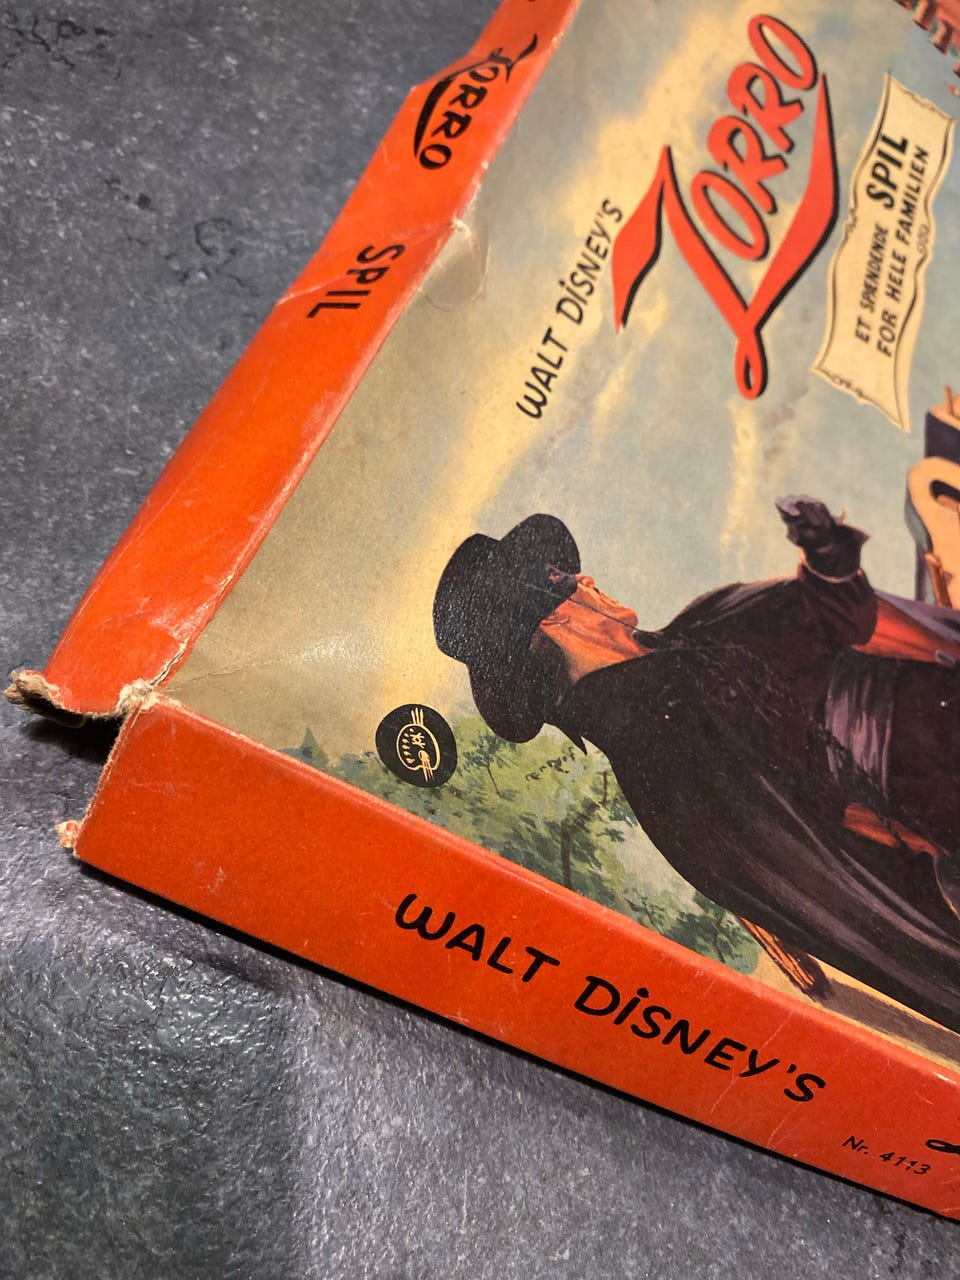 ZORRO
SPIL
WALT DiSNEY'S
ZORRO
ET SPÆNDENDE SPIL
FOR HELE FAMILIEN
WALT DiSNEY'S
Nr. 4113